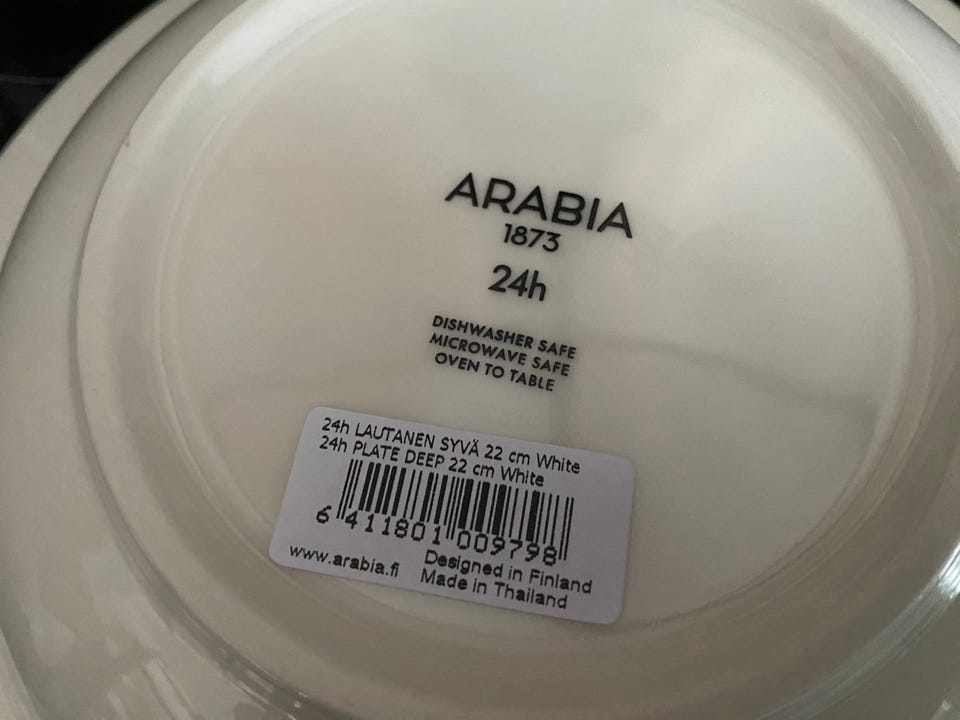 ARABIA
1873
24h
DISHWASHER SAFE
MICROWAVE SAFE
OVEN TO TABLE
24h LAUTANEN SYVÄ 22 cm White
24h PLATE DEEP 22 cm White
6 411801 009798
www.arabia.fi
Designed in Finland
Made in Thailand